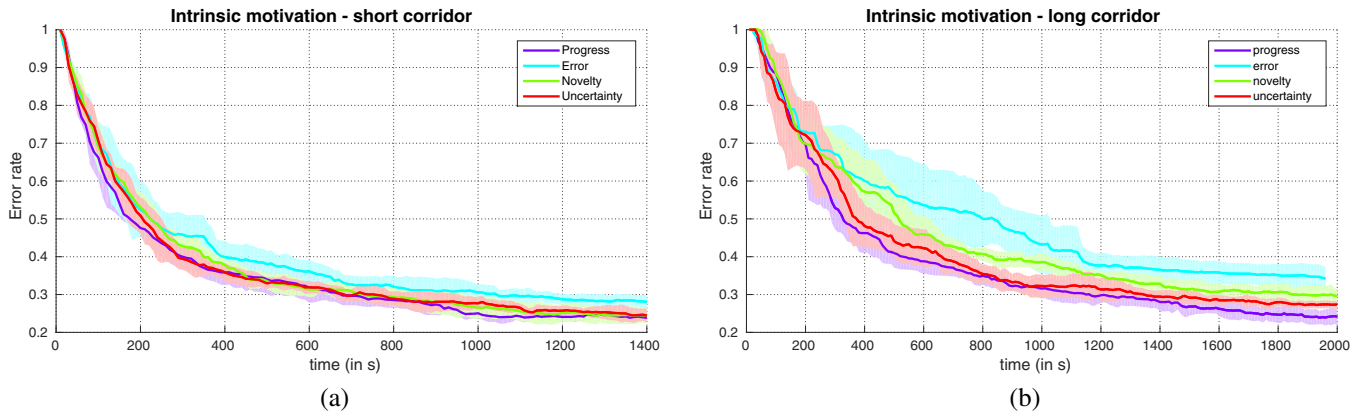 Intrinsic motivation - short corridor
1
0.9
0.8
0.7
0.6
0.5
0.4
0.3
0.2
Error rate
Progress
Error
Novelty
Uncertainty
0 200 400 600 800 1000 1200 1400
time (in s)
(a)
Intrinsic motivation - long corridor
1
0.9
0.8
0.7
0.6
0.5
0.4
0.3
0.2
Error rate
progress
error
novelty
uncertainty
0 200 400 600 800 1000 1200 1400 1600 1800 2000
time (in s)
(b)